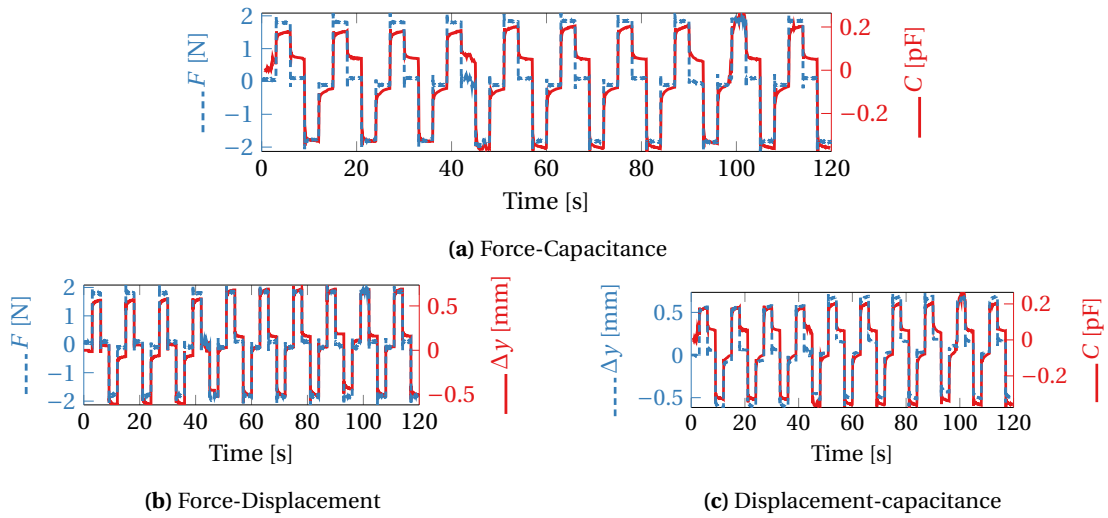 2
1
0
−1
−2
F [N]
0.2
0
−0.2
C [pF]
0 20 40 60 80 100 120
Time [s]
(a) Force-Capacitance
2
1
0
−1
−2
F [N]
0.5
0
−0.5
Δy [mm]
0 20 40 60 80 100 120
Time [s]
(b) Force-Displacement
0.5
0
−0.5
Δy [mm]
0.2
0
−0.2
C [pF]
0 20 40 60 80 100 120
Time [s]
(c) Displacement-capacitance